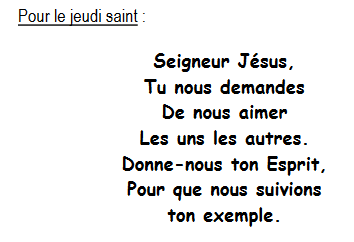 Pour le jeudi saint :
Seigneur Jésus,
Tu nous demandes
De nous aimer
Les uns les autres.
Donne-nous ton Esprit,
Pour que nous suivions
ton exemple.